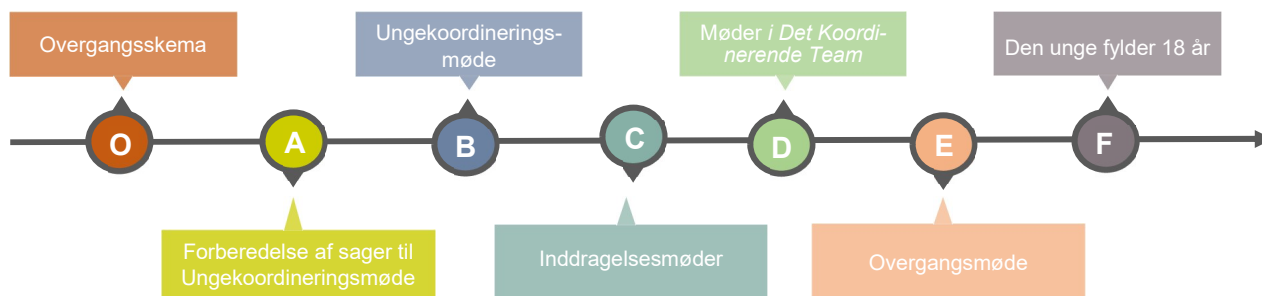 Overgangsskema
Ungekoordinerings-
møde
Møder i Det Koordi-
nerende Team
Den unge fylder 18 år
O
A
B
C
D
E
F
Forberedelse af sager til
Ungekoordineringsmøde
Inddragelsesmøder
Overgangsmøde